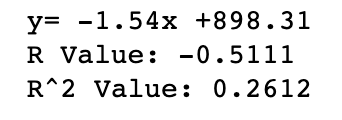 y= -1.54x +898.31
R Value: -0.5111
R^2 Value: 0.2612